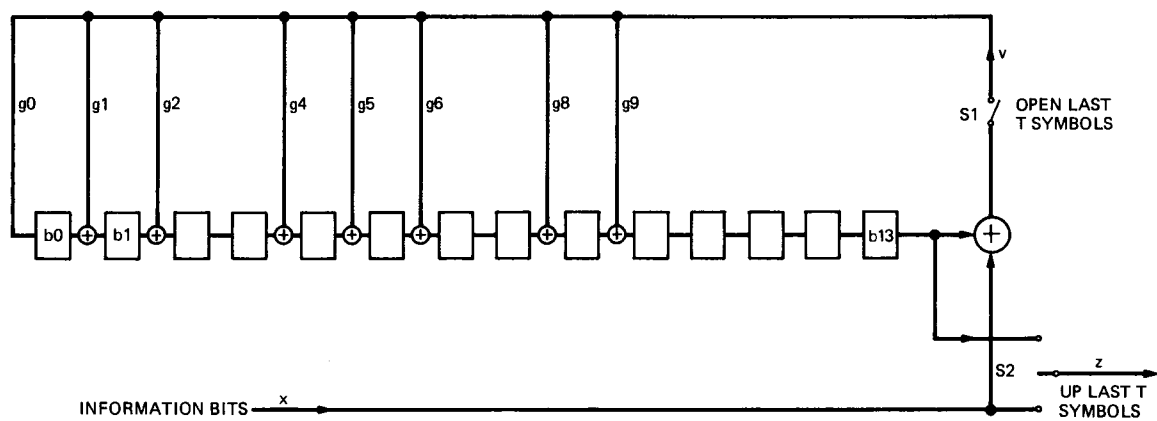 g0
g1
g2
g4
g5
g6
g8
g9
v
S1
OPEN LAST
T SYMBOLS
b0
b1
b13
S2
z
UP LAST T
SYMBOLS
INFORMATION BITS
x